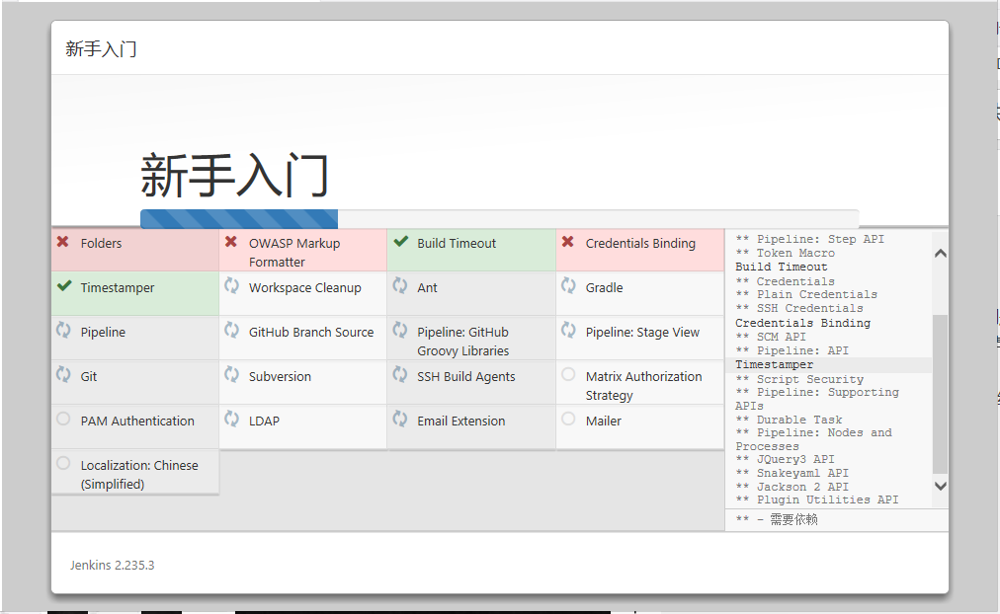 新手入门
新手入门
Folders
OWASP Markup
Formatter
Build Timeout
Credentials Binding
Timestamper
Workspace Cleanup
Ant
Gradle
Pipeline
GitHub Branch Source
Pipeline: GitHub
Groovy Libraries
Pipeline: Stage View
Git
Subversion
SSH Build Agents
Matrix Authorization
Strategy
PAM Authentication
LDAP
Email Extension
Mailer
Localization: Chinese
(Simplified)
** Pipeline: Step API
** Token Macro
Build Timeout
** Credentials
** Plain Credentials
** SSH Credentials
Credentials Binding
** SCM API
** Pipeline: API
Timestamper
** Script Security
** Pipeline: Supporting
APIs
** Durable Task
** Pipeline: Nodes and
Processes
** JQuery3 API
** Snakeyaml API
** Jackson 2 API
** Plugin Utilities API
** - 需要依赖
Jenkins 2.235.3